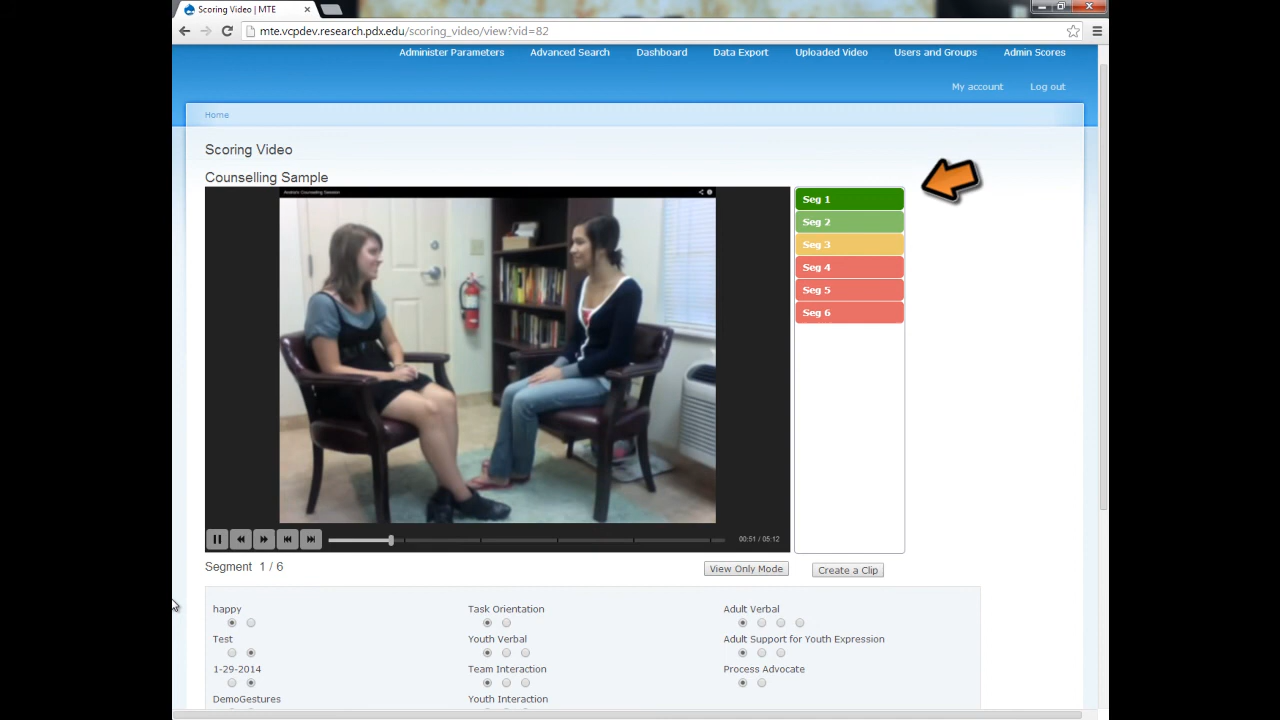 Scoring Video | MTE
mte.vcpdev.research.pdx.edu/scoring_video/view?vid=82
Administer Parameters Advanced Search Dashboard Data Export Uploaded Video Users and Groups Admin Scores
My account Log out
Home
Scoring Video
Counselling Sample
Seg 1
Seg 2
Seg 3
Seg 4
Seg 5
Seg 6
00:51 / 05:12
Segment 1 / 6
View Only Mode
Create a Clip
happy Task Orientation Adult Verbal
Test Youth Verbal Adult Support for Youth Expression
1-29-2014 Team Interaction Process Advocate
DemoGestures Youth Interaction